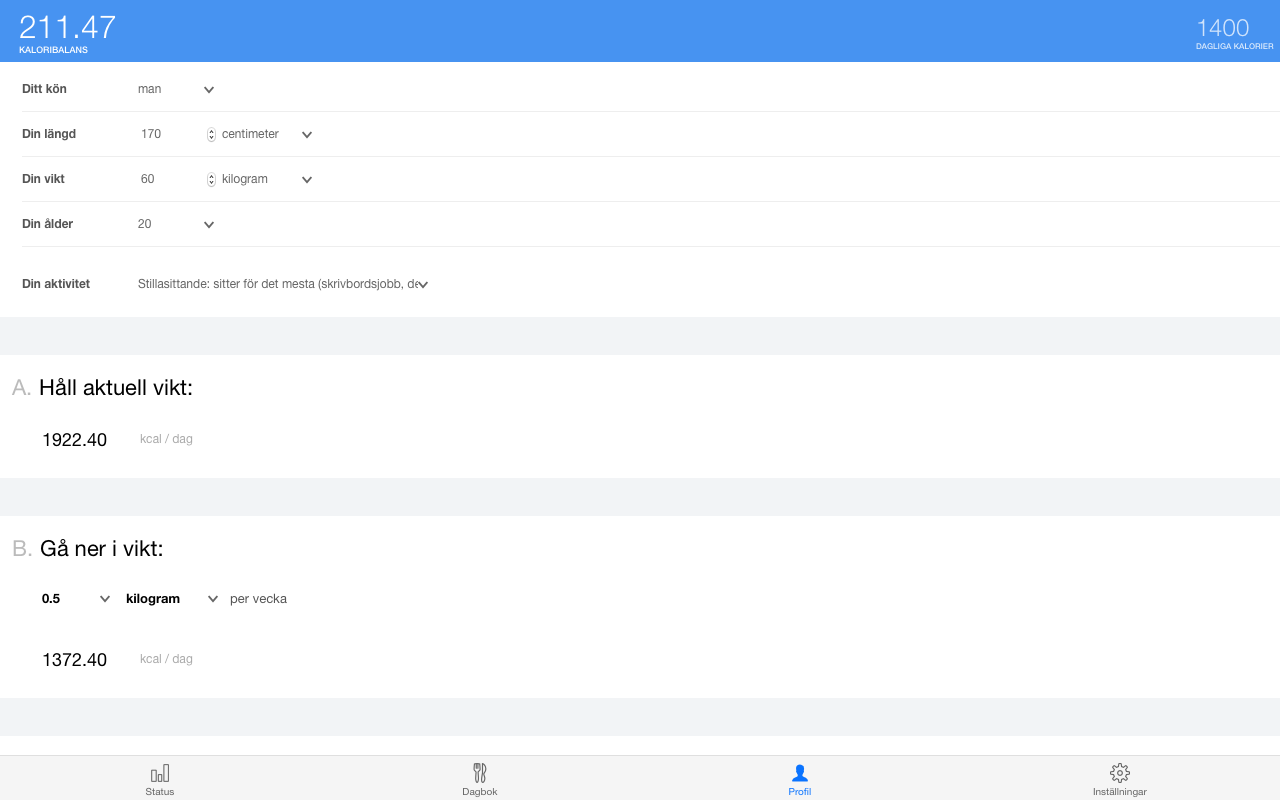 211.47
KALORIBALANS
1400
DAGLIGA KALORIER
Ditt kön man
Din längd 170 centimeter
Din vikt 60 kilogram
Din ålder 20
Din aktivitet Stillasittande: sitter för det mesta (skrivbordsjobb, de
A. Håll aktuell vikt:
1922.40 kcal / dag
B. Gå ner i vikt:
0.5 kilogram per vecka
1372.40 kcal / dag
Status Dagbok Profil Inställningar